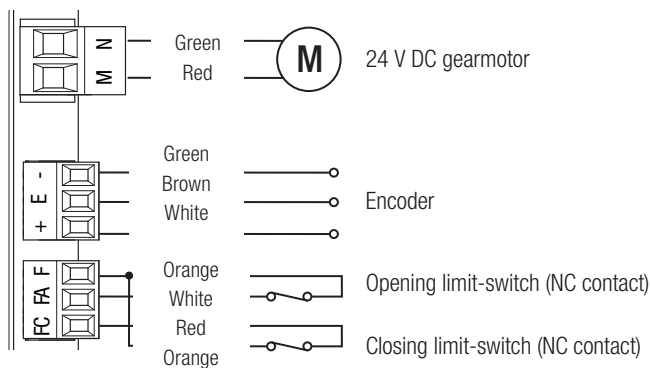 N Green
M Red
M
24 V DC gearmotor
- Green
E Brown
+ White
Encoder
F Orange
FA White
Opening limit-switch (NC contact)
FC Red
Orange
Closing limit-switch (NC contact)